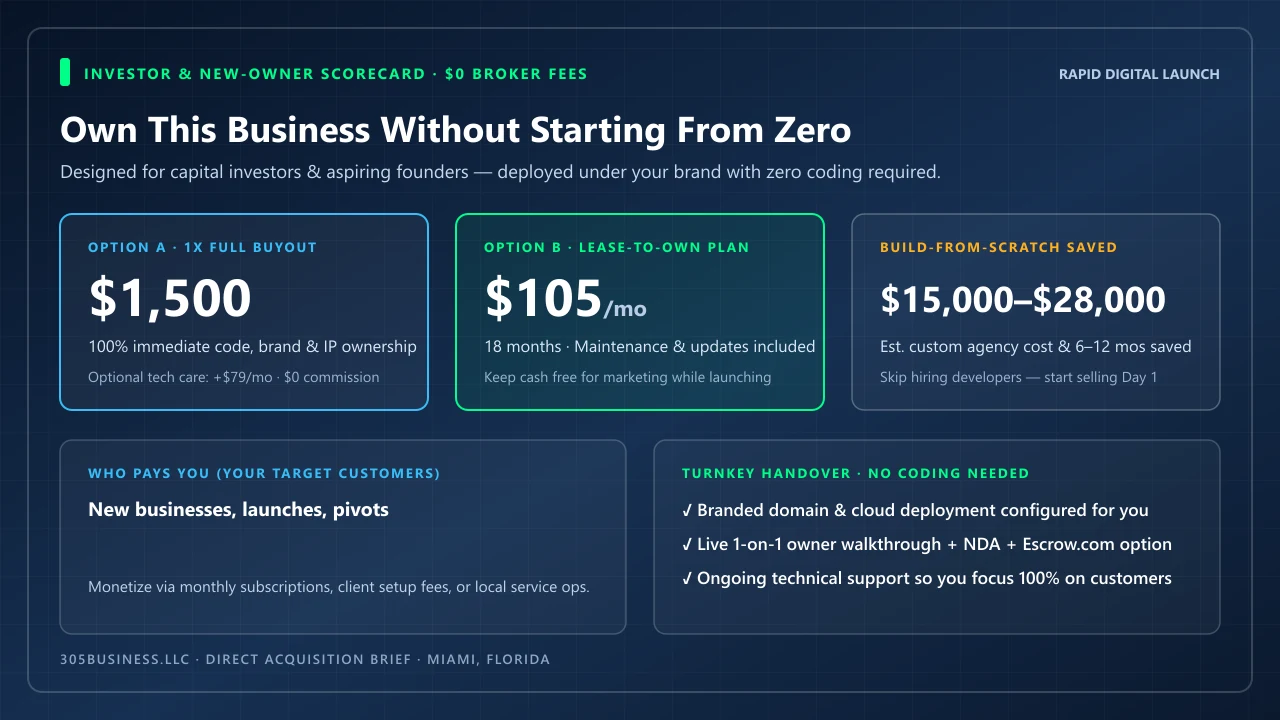 INVESTOR & NEW-OWNER SCORECARD · $0 BROKER FEES
RAPID DIGITAL LAUNCH
Own This Business Without Starting From Zero
Designed for capital investors & aspiring founders — deployed under your brand with zero coding required.
OPTION A · 1X FULL BUYOUT
$1,500
100% immediate code, brand & IP ownership
Optional tech care: +$79/mo · $0 commission
OPTION B · LEASE-TO-OWN PLAN
$105/mo
18 months · Maintenance & updates included
Keep cash free for marketing while launching
BUILD-FROM-SCRATCH SAVED
$15,000–$28,000
Est. custom agency cost & 6–12 mos saved
Skip hiring developers — start selling Day 1
WHO PAYS YOU (YOUR TARGET CUSTOMERS)
New businesses, launches, pivots
Monetize via monthly subscriptions, client setup fees, or local service ops.
TURNKEY HANDOVER · NO CODING NEEDED
✓ Branded domain & cloud deployment configured for you
✓ Live 1-on-1 owner walkthrough + NDA + Escrow.com option
✓ Ongoing technical support so you focus 100% on customers
305BUSINESS.LLC · DIRECT ACQUISITION BRIEF · MIAMI, FLORIDA